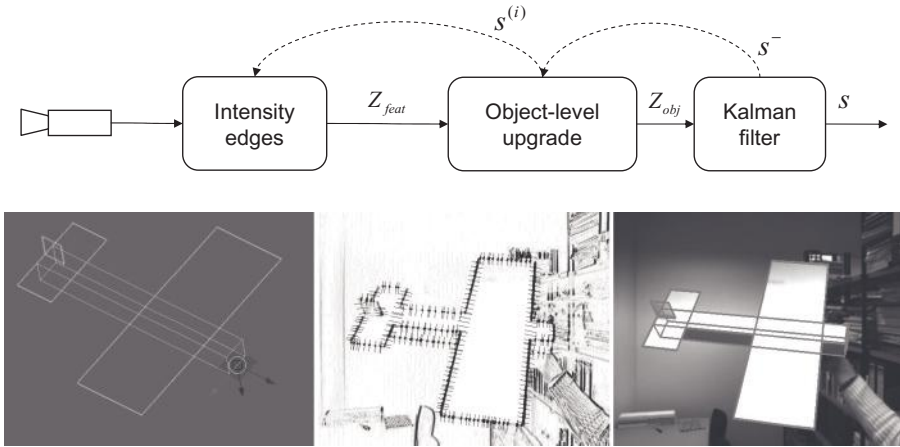 s^(i)
s^-
Intensity
edges
Z_feat
Object-level
upgrade
Z_obj
Kalman
filter
s